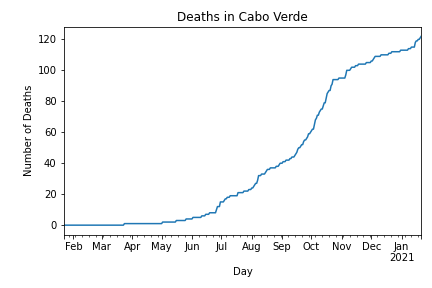 Deaths in Cabo Verde
Number of Deaths
120
100
80
60
40
20
0
Feb Mar Apr May Jun Jul Aug Sep Oct Nov Dec Jan
2021
Day